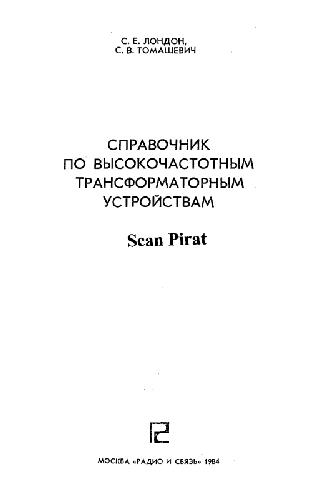 С. Е. ЛОНДОН,
С. В. ТОМАШЕВИЧ
СПРАВОЧНИК
ПО ВЫСОКОЧАСТОТНЫМ
ТРАНСФОРМАТОРНЫМ
УСТРОЙСТВАМ
Scan Pirat
МОСКВА «РАДИО И СВЯЗЬ» 1984